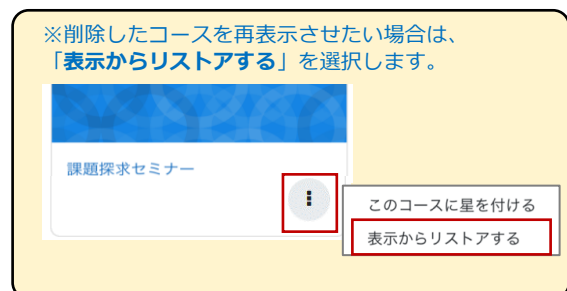 ※削除したコースを再表示させたい場合は、
「表示からリストアする」を選択します。
課題探求セミナー
このコースに星を付ける
表示からリストアする